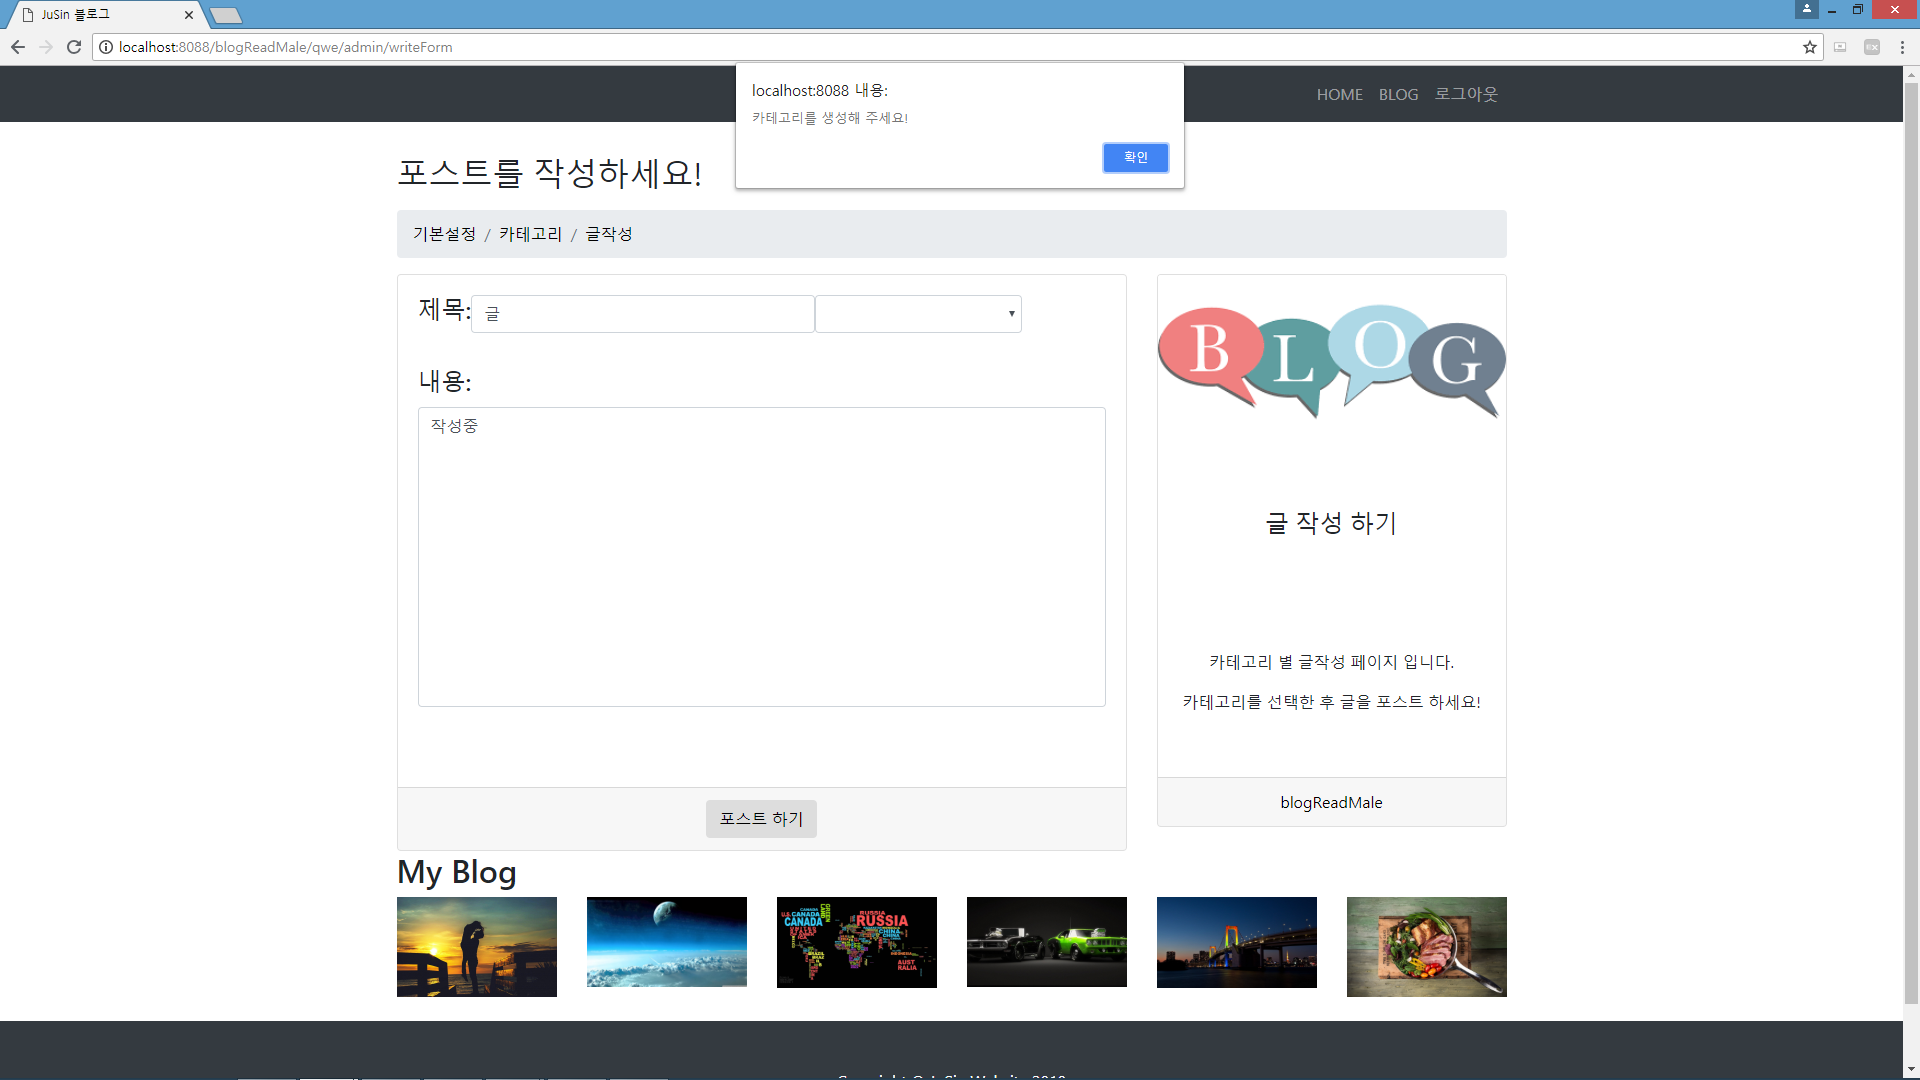 JuSin 블로그
localhost:8088/blogReadMale/qwe/admin/writeForm
localhost:8088 내용:
카테고리를 생성해 주세요!
확인
HOME BLOG 로그아웃
포스트를 작성하세요!
기본설정 / 카테고리 / 글작성
제목: 글
내용:
작성중
포스트 하기
BLOG
글 작성 하기
카테고리 별 글작성 페이지 입니다.
카테고리를 선택한 후 글을 포스트 하세요!
blogReadMale
My Blog
CANADA
RUSSIA